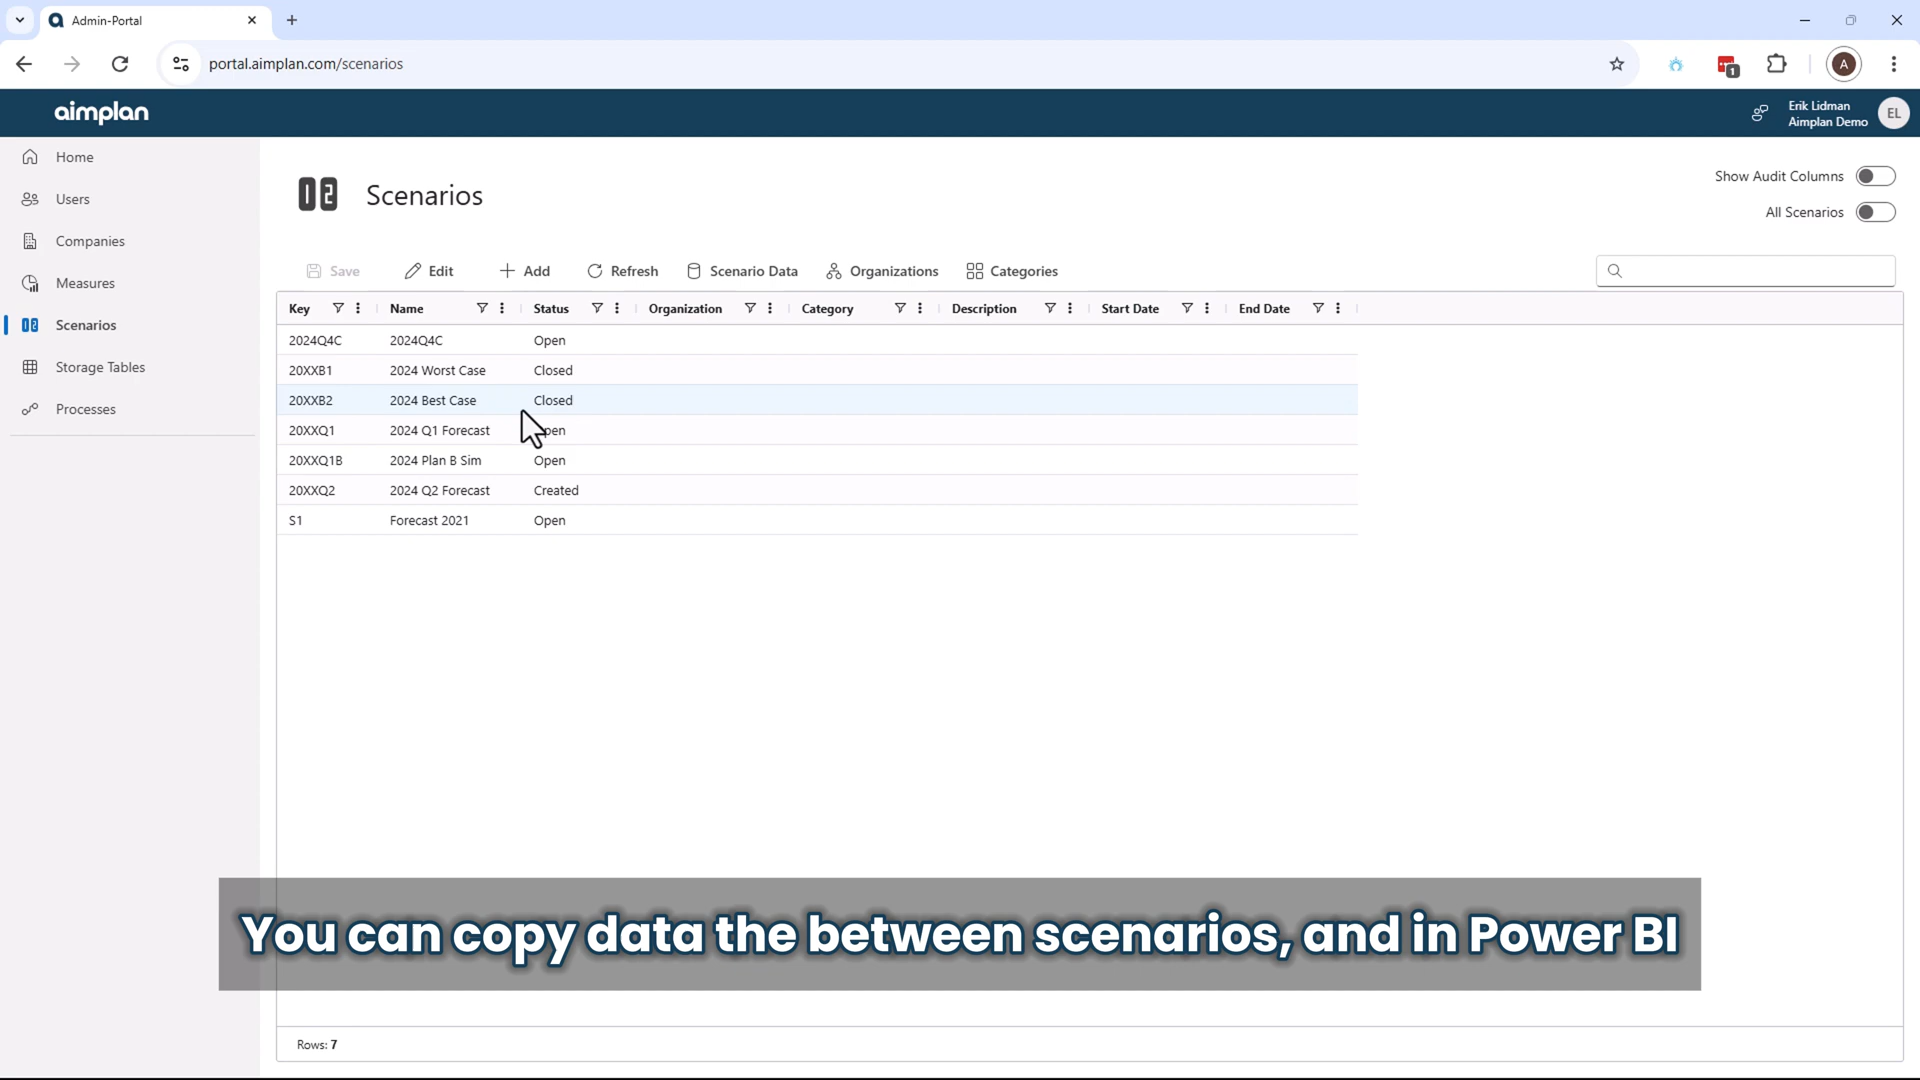 Admin-Portal
portal.aimplan.com/scenarios
1
A
aimplan
Erik Lidman
Aimplan Demo
EL
Home
Users
Companies
Measures
Scenarios
Storage Tables
Processes
12 Scenarios
Show Audit Columns
All Scenarios
Save Edit Add Refresh Scenario Data Organizations Categories
Key Name Status Organization Category Description Start Date End Date
2024Q4C 2024Q4C Open
20XXB1 2024 Worst Case Closed
20XXB2 2024 Best Case Closed
20XXQ1 2024 Q1 Forecast
20XXQ1B 2024 Plan B Sim Open
20XXQ2 2024 Q2 Forecast Created
S1 Forecast 2021 Open
You can copy data the between scenarios, and in Power BI
Rows: 7